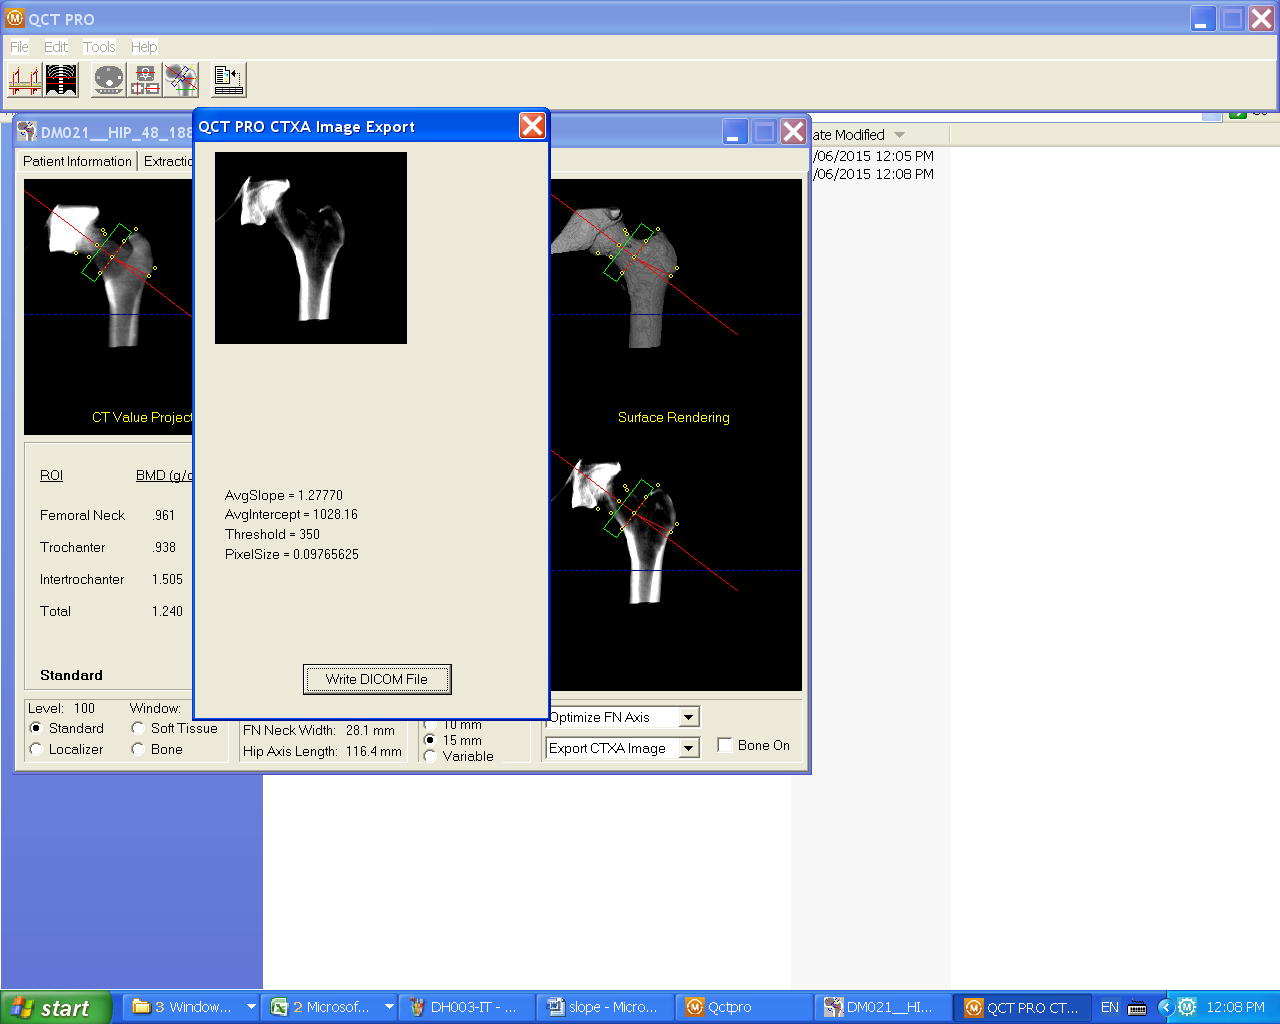 QCT PRO
File Edit Tools Help
DM021__HIP_48_188
QCT PRO CTXA Image Export
ate Modified
Patient Information
/06/2015 12:05 PM
/06/2015 12:08 PM
CT Value Project
Surface Rendering
ROI BMD (g/c
Femoral Neck .961
Trochanter .938
Intertrochanter 1.505
Total 1.240
Standard
AvgSlope = 1.27770
AvgIntercept = 1028.16
Threshold = 350
PixelSize = 0.09765625
Write DICOM File
Level: 100 Window:
Standard Soft Tissue
Localizer Bone
FN Neck Width: 28.1 mm
Hip Axis Length: 116.4 mm
10 mm
15 mm
Variable
Optimize FN Axis
Export CTXA Image
Bone On
start 3 Window... 2 Microsof... DH003-IT - ... slope - Micro... Qctpro DM021__HI... QCT PRO CT... EN 12:08 PM